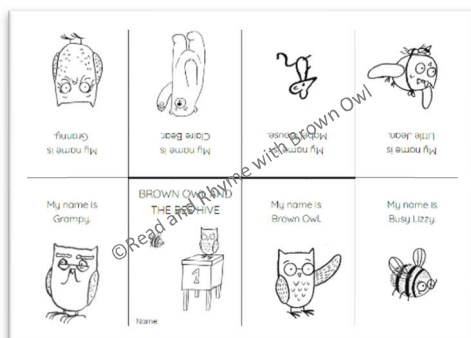 My name is
Granny.
My name is
Claire Bear.
My name is
Mabel Mouse.
My name is
Little Jean.
My name is
Grampy.
BROWN OWL AND
THE BEEHIVE
1
Name:
My name is
Brown Owl.
My name is
Busy Lizzy.
©Read and Rhyme with Brown Owl